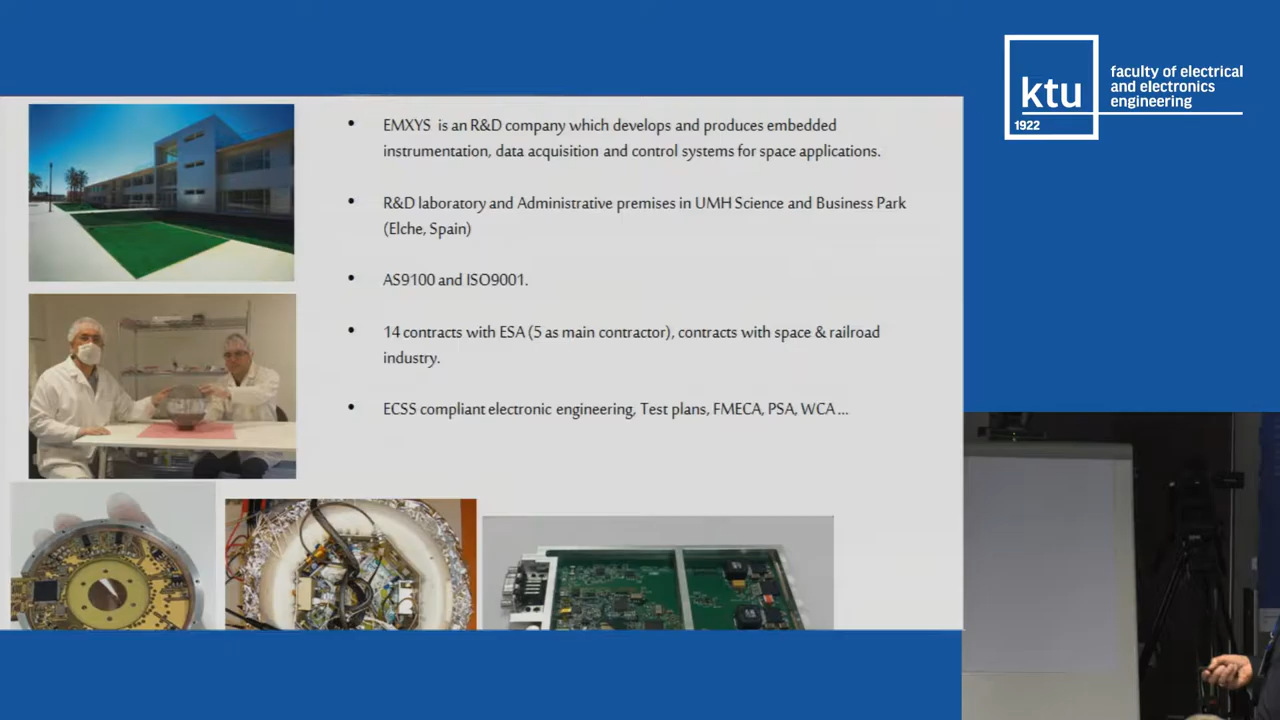 ktu
1922
faculty of electrical
and electronics
engineering
• EMXYS is an R&D company which develops and produces embedded
instrumentation, data acquisition and control systems for space applications.
• R&D laboratory and Administrative premises in UMH Science and Business Park
(Elche, Spain)
• AS9100 and ISO9001.
• 14 contracts with ESA (5 as main contractor), contracts with space & railroad
industry.
• ECSS compliant electronic engineering, Test plans, FMECA, PSA, WCA ...